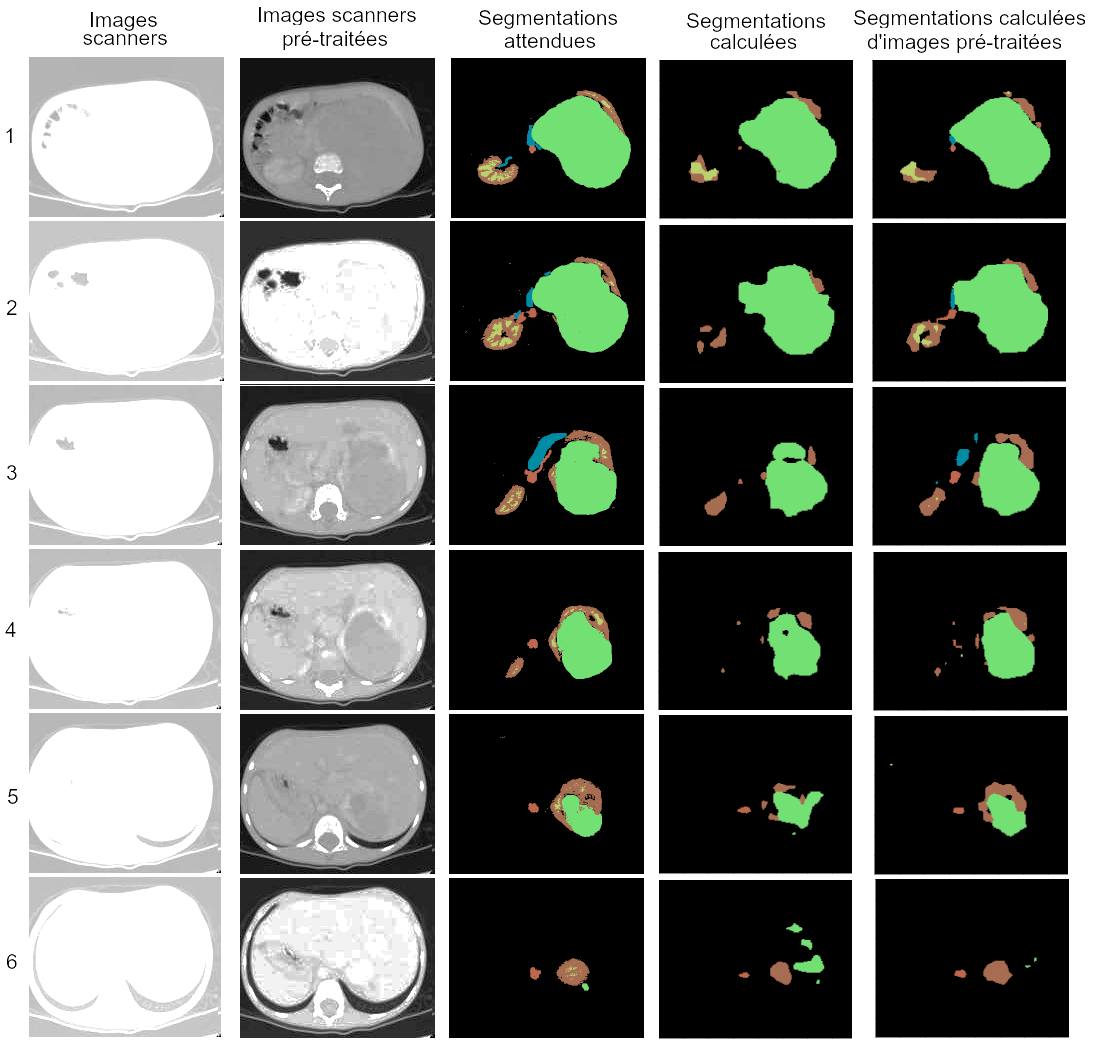 Images
scanners
Images scanners
pré-traitées
Segmentations
attendues
Segmentations
calculées
Segmentations calculées
d'images pré-traitées
1
2
3
4
5
6